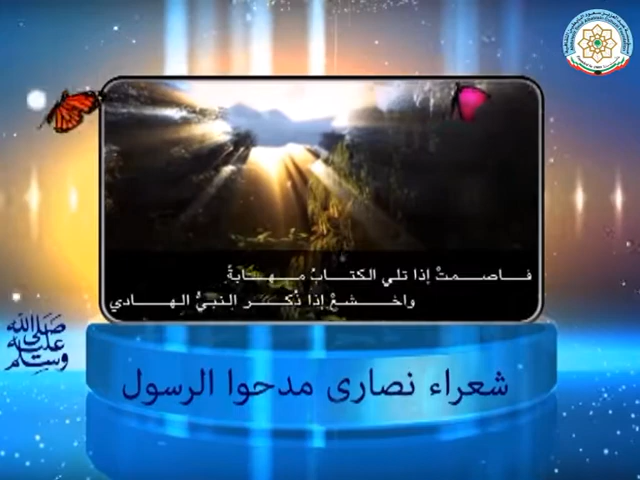 فاصمتْ إذا تلي الكتابُ مهابةً
واخشعْ إذا ذُكر النبيُّ الهادي
صلى الله عليه وسلم
شعراء نصارى مدحوا الرسول